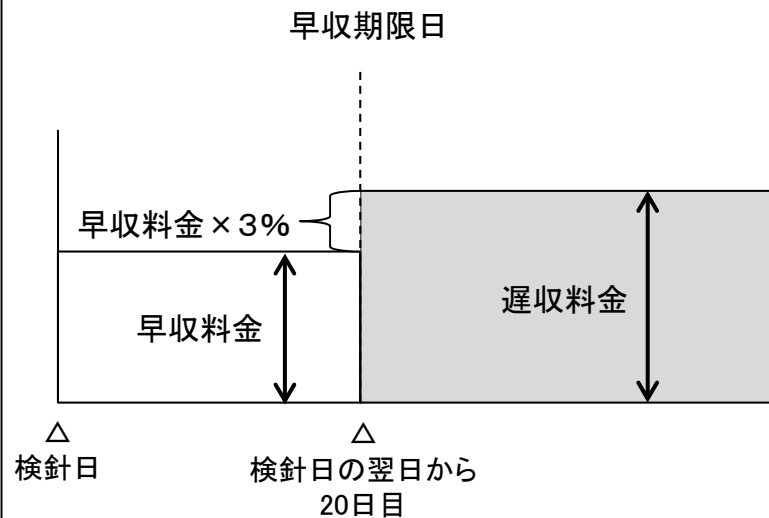 早収期限日
早収料金×3%
早収料金
遅収料金
△
検針日
△
検針日の翌日から
20日目